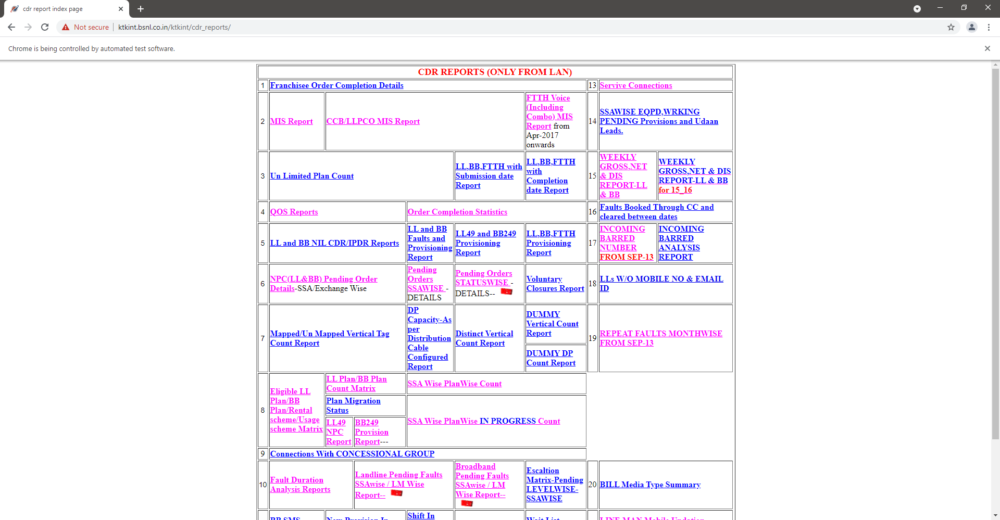 cdr report index page
Not secure
ktkint.bsnl.co.in/ktkint/cdr_reports/
Chrome is being controlled by automated test software.
CDR REPORTS (ONLY FROM LAN)
1
Franchisee Order Completion Details
13
Servive Connections
2
MIS Report
CCB/LLPCO MIS Report
FTTH Voice
(Including
Combo) MIS
Report from
Apr-2017
onwards
14
SSAWISE EQPD,WRKING
PENDING Provisions and Udaan
Leads.
3
Un Limited Plan Count
LL,BB,FTTH with
Submission date
Report
LL,BB,FTTH
with
Completion
date Report
15
WEEKLY
GROSS,NET
& DIS
REPORT-LL
& BB
WEEKLY
GROSS,NET & DIS
REPORT-LL & BB
for 15_16
4
QOS Reports
Order Completion Statistics
16
Faults Booked Through CC and
cleared between dates
5
LL and BB NIL CDR/IPDR Reports
LL and BB
Faults and
Provisioning
Report
LL49 and BB249
Provisioning
Report
LL,BB,FTTH
Provisioning
Report
17
INCOMING
BARRED
NUMBER
FROM SEP-13
INCOMING
BARRED
ANALYSIS
REPORT
6
NPC(LL&BB) Pending Order
Details-SSA/Exchange Wise
Pending
Orders
SSAWISE -
DETAILS
Pending Orders
STATUSWISE -
DETAILS--
Voluntary
Closures Report
18
LLs W/O MOBILE NO & EMAIL
ID
7
Mapped/Un Mapped Vertical Tag
Count Report
DP
Capacity-As
per
Distribution
Cable
Configured
Report
Distinct Vertical
Count Report
DUMMY
Vertical Count
Report
DUMMY DP
Count Report
19
REPEAT FAULTS MONTHWISE
FROM SEP-13
8
Eligible LL
Plan/BB
Plan/Rental
scheme/Usage
scheme Matrix
LL Plan/BB Plan
Count Matrix
SSA Wise PlanWise Count
Plan Migration
Status
LL49
NPC
Report
BB249
Provision
Report---
SSA Wise PlanWise IN PROGRESS Count
9
Connections With CONCESSIONAL GROUP
10
Fault Duration
Analysis Reports
Landline Pending Faults
SSAwise / LM Wise
Report--
Broadband
Pending Faults
SSAwise / LM
Wise Report--
Escaltion
Matrix-Pending
LEVELWISE-
SSAWISE
20
BILL Media Type Summary
BB SMS
New Provision In
Shift In
Wait List
LINE MAN Mobile Updation